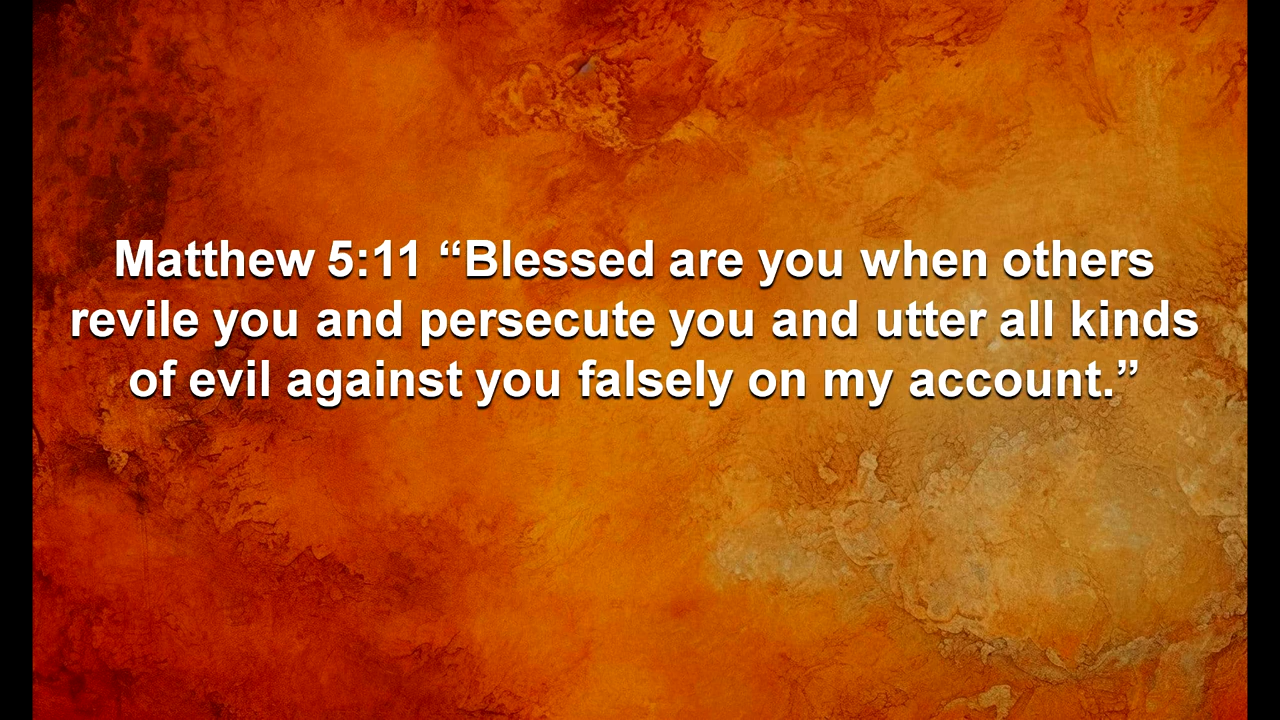 Matthew 5:11 “Blessed are you when others
revile you and persecute you and utter all kinds
of evil against you falsely on my account.”